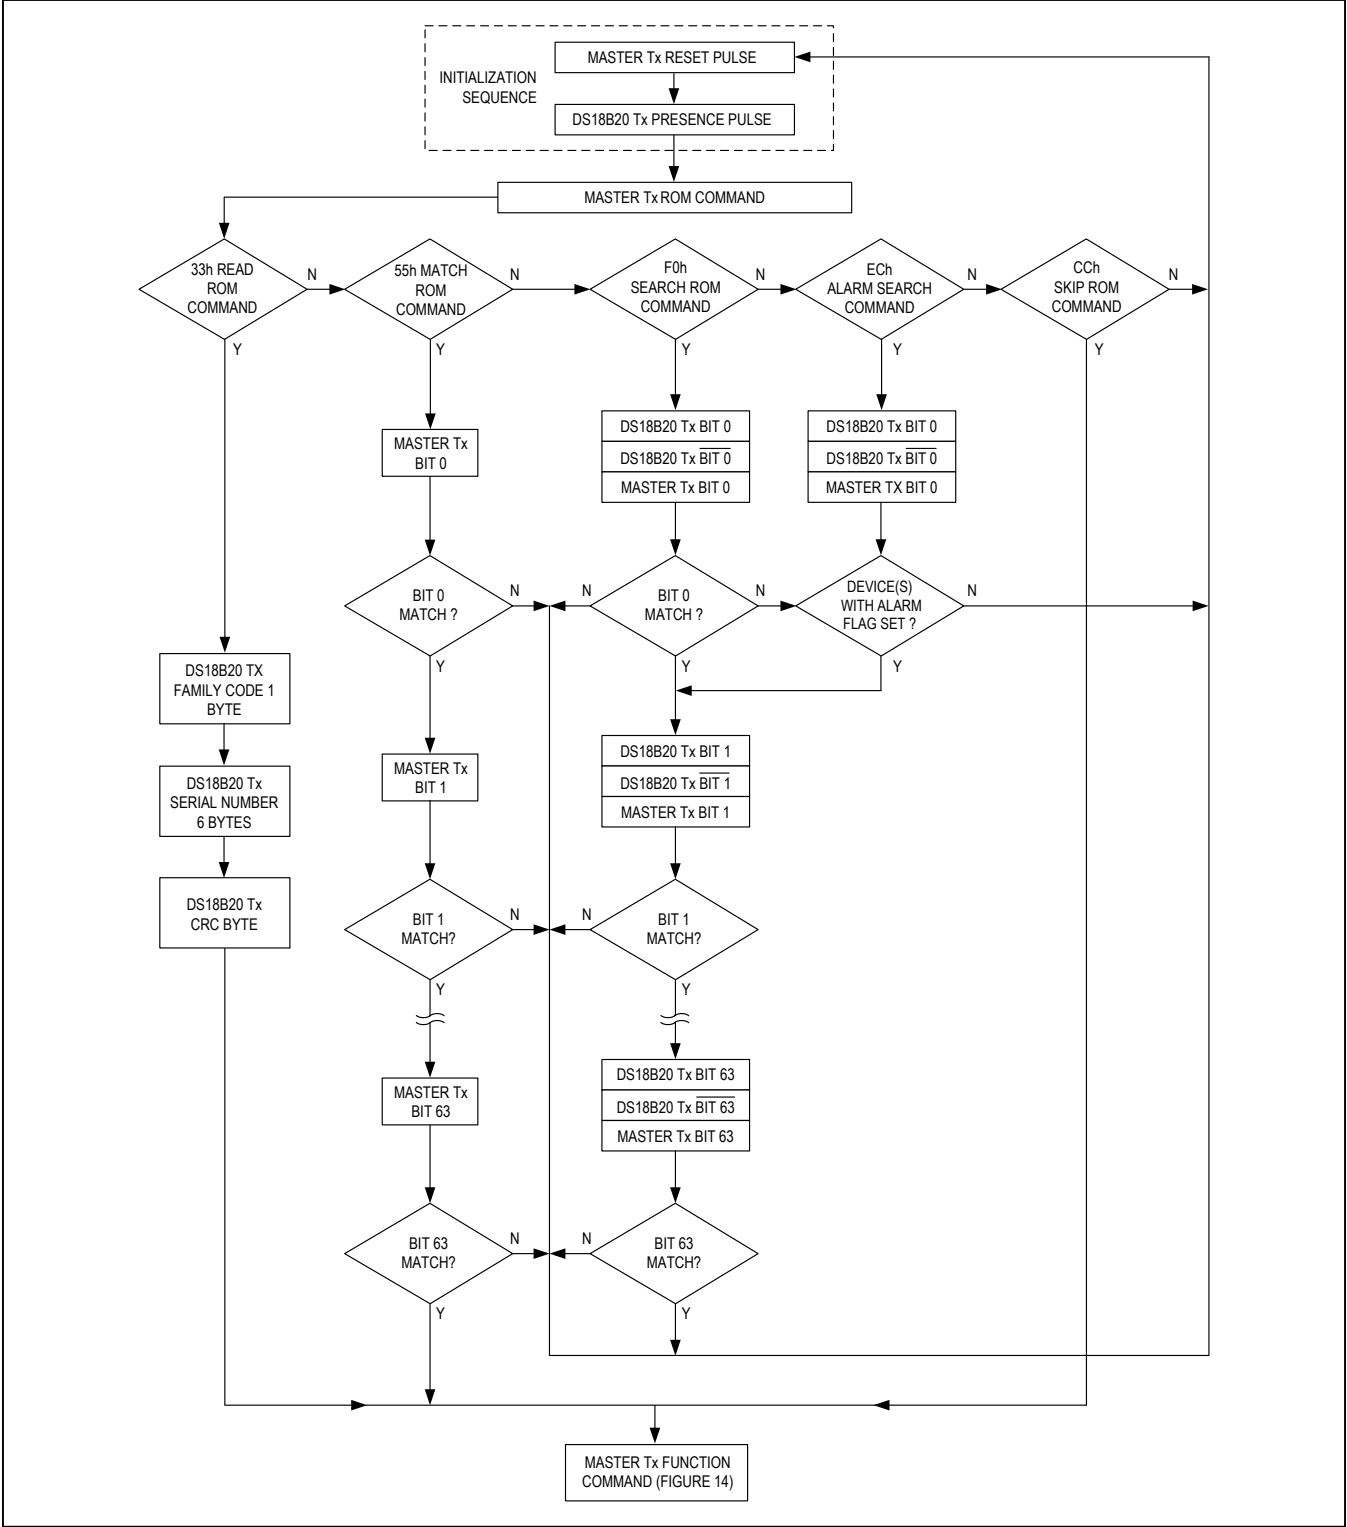 MASTER Tx RESET PULSE
INITIALIZATION
SEQUENCE
DS18B20 Tx PRESENCE PULSE
MASTER Tx ROM COMMAND
33h READ
ROM
COMMAND
N
Y
55h MATCH
ROM
COMMAND
N
Y
F0h
SEARCH ROM
COMMAND
N
Y
ECh
ALARM SEARCH
COMMAND
N
Y
CCh
SKIP ROM
COMMAND
N
Y
MASTER Tx
BIT 0
DS18B20 Tx BIT 0
DS18B20 Tx B̅I̅T̅ ̅0̅
MASTER Tx BIT 0
DS18B20 Tx BIT 0
DS18B20 Tx B̅I̅T̅ ̅0̅
MASTER TX BIT 0
BIT 0
MATCH ?
N
Y
N
BIT 0
MATCH ?
N
Y
DEVICE(S)
WITH ALARM
FLAG SET ?
N
Y
DS18B20 TX
FAMILY CODE 1
BYTE
DS18B20 Tx
SERIAL NUMBER
6 BYTES
DS18B20 Tx
CRC BYTE
MASTER Tx
BIT 1
DS18B20 Tx BIT 1
DS18B20 Tx B̅I̅T̅ ̅1̅
MASTER Tx BIT 1
BIT 1
MATCH?
N
Y
N
BIT 1
MATCH?
Y
MASTER Tx
BIT 63
DS18B20 Tx BIT 63
DS18B20 Tx B̅I̅T̅ ̅6̅3̅
MASTER Tx BIT 63
BIT 63
MATCH?
N
Y
N
BIT 63
MATCH?
Y
MASTER Tx FUNCTION
COMMAND (FIGURE 14)